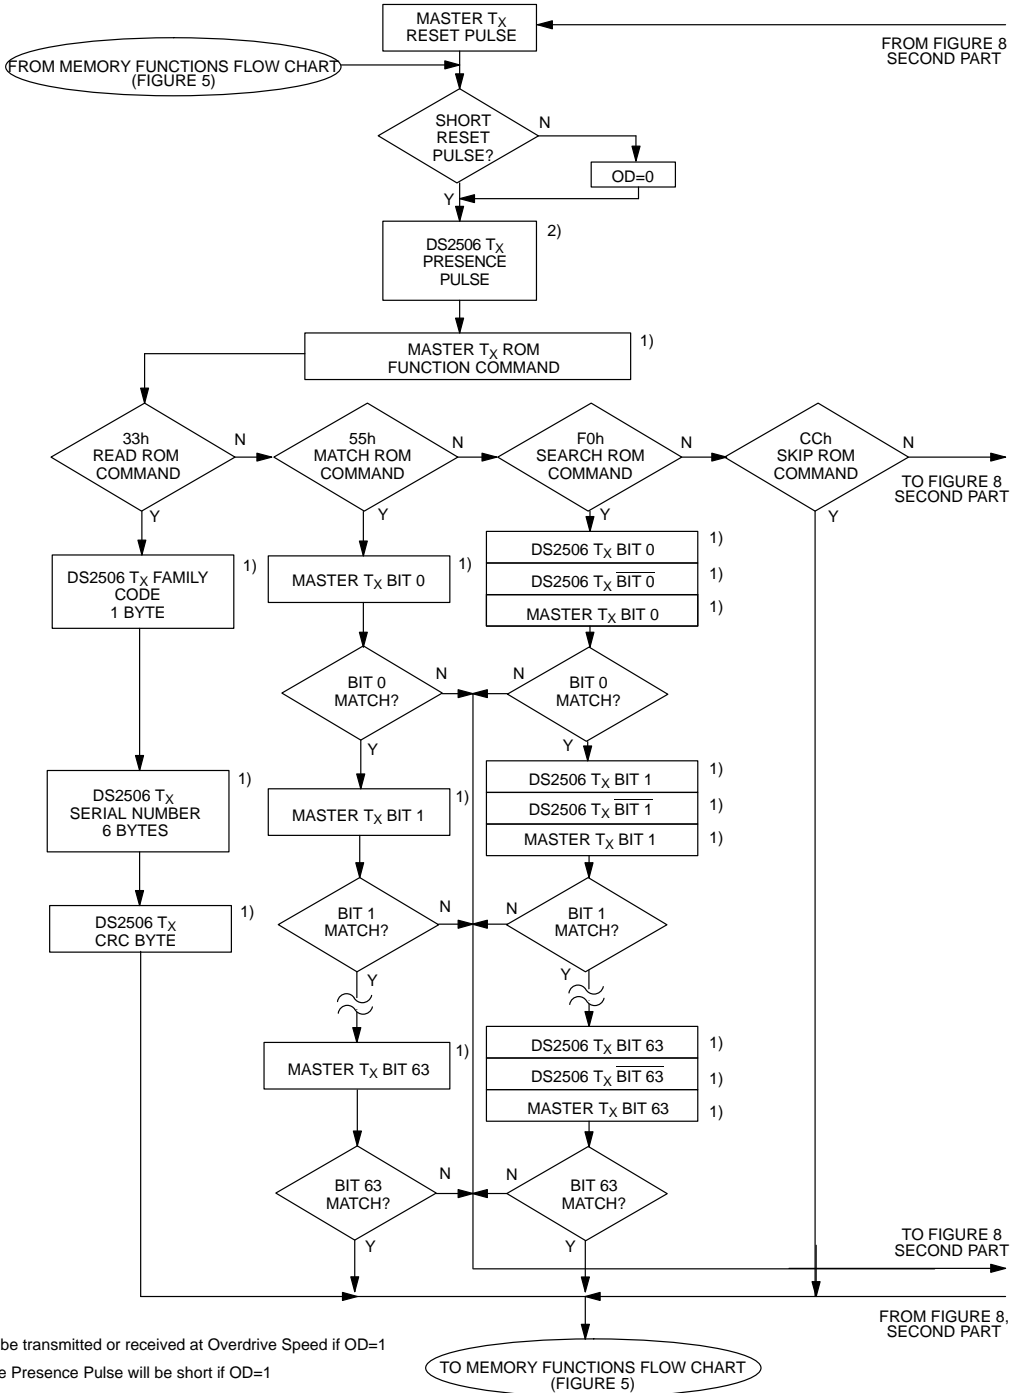 MASTER TX
RESET PULSE
FROM FIGURE 8
SECOND PART
FROM MEMORY FUNCTIONS FLOW CHART
(FIGURE 5)
SHORT
RESET
PULSE?
N
OD=0
Y
DS2506 TX
PRESENCE
PULSE
2)
MASTER TX ROM
FUNCTION COMMAND
1)
33h
READ ROM
COMMAND
N
55h
MATCH ROM
COMMAND
N
F0h
SEARCH ROM
COMMAND
N
CCh
SKIP ROM
COMMAND
N
TO FIGURE 8
SECOND PART
Y
Y
Y
Y
DS2506 TX FAMILY
CODE
1 BYTE
1)
MASTER TX BIT 0
1)
DS2506 TX BIT 0
1)
DS2506 TX BIT 0
1)
MASTER TX BIT 0
1)
BIT 0
MATCH?
N
N
BIT 0
MATCH?
Y
Y
DS2506 TX
SERIAL NUMBER
6 BYTES
1)
MASTER TX BIT 1
1)
DS2506 TX BIT 1
1)
DS2506 TX BIT 1
1)
MASTER TX BIT 1
1)
DS2506 TX
CRC BYTE
1)
BIT 1
MATCH?
N
N
BIT 1
MATCH?
Y
Y
MASTER TX BIT 63
1)
DS2506 TX BIT 63
1)
DS2506 TX BIT 63
1)
MASTER TX BIT 63
1)
BIT 63
MATCH?
N
N
BIT 63
MATCH?
Y
Y
TO FIGURE 8
SECOND PART
FROM FIGURE 8,
SECOND PART
be transmitted or received at Overdrive Speed if OD=1
e Presence Pulse will be short if OD=1
TO MEMORY FUNCTIONS FLOW CHART
(FIGURE 5)